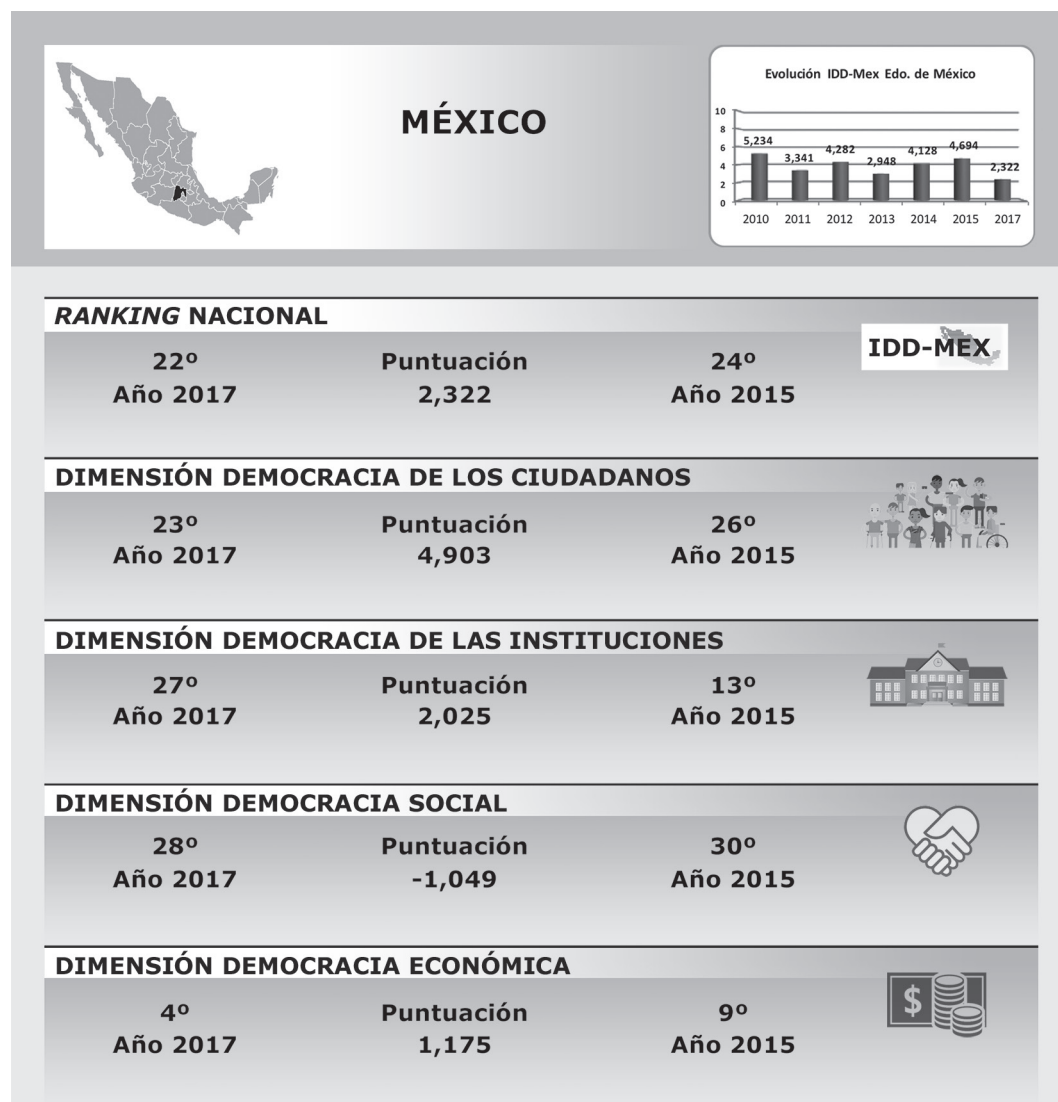 MÉXICO
Evolución IDD-Mex Edo. de México
10
8
6
4
2
0
5,234
3,341
4,282
2,948
4,128
4,694
2,322
2010 2011 2012 2013 2014 2015 2017
RANKING NACIONAL
IDD-MEX
22º Puntuación 24º
Año 2017 2,322 Año 2015
DIMENSIÓN DEMOCRACIA DE LOS CIUDADANOS
23º Puntuación 26º
Año 2017 4,903 Año 2015
DIMENSIÓN DEMOCRACIA DE LAS INSTITUCIONES
27º Puntuación 13º
Año 2017 2,025 Año 2015
DIMENSIÓN DEMOCRACIA SOCIAL
28º Puntuación 30º
Año 2017 -1,049 Año 2015
DIMENSIÓN DEMOCRACIA ECONÓMICA
4º Puntuación 9º
$
Año 2017 1,175 Año 2015